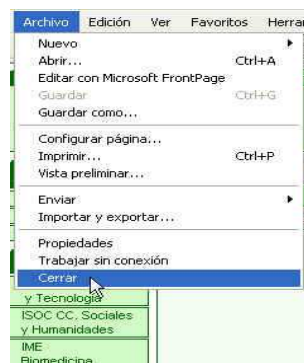 Archivo Edición Ver Favoritos Herra
Nuevo
Abrir... Ctrl+A
Editar con Microsoft FrontPage
Guardar Ctrl+G
Guardar como...
Configurar página...
Imprimir... Ctrl+P
Vista preliminar...
Enviar
Importar y exportar...
Propiedades
Trabajar sin conexión
Cerrar
y Tecnología
ISOC CC. Sociales
y Humanidades
IME
Biomedicina